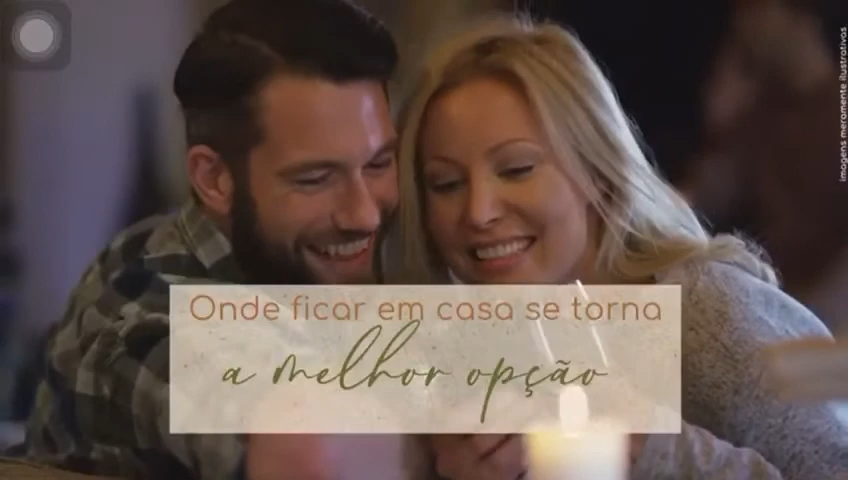 Onde ficar em casa se torna
a melhor opção
imagens meramente ilustrativas